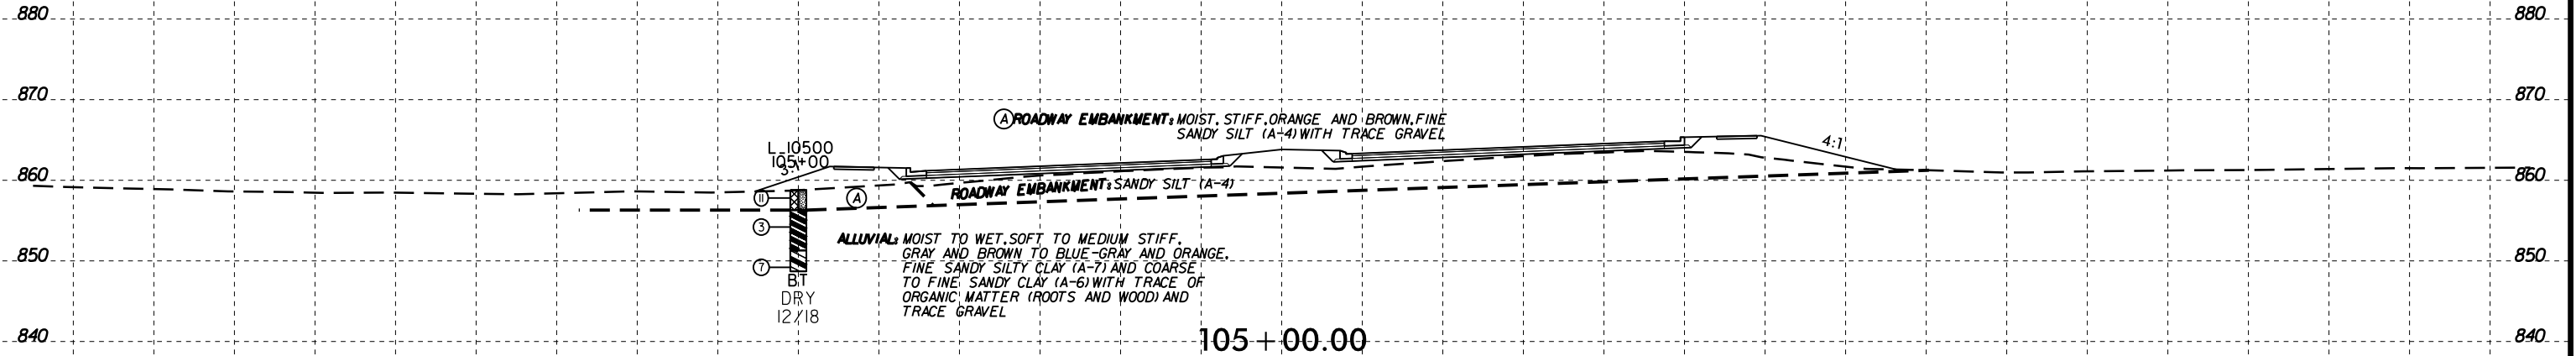 880 880
870 870
Ⓐ ROADWAY EMBANKMENT: MOIST, STIFF, ORANGE AND BROWN, FINE
SANDY SILT (A-4) WITH TRACE GRAVEL
4:1
L_10500
105+00
3:1
860 860
ROADWAY EMBANKMENT: SANDY SILT (A-4)
11
A
3
ALLUVIAL: MOIST TO WET, SOFT TO MEDIUM STIFF,
GRAY AND BROWN TO BLUE-GRAY AND ORANGE,
850 850
FINE SANDY SILTY CLAY (A-7) AND COARSE
7
TO FINE SANDY CLAY (A-6) WITH TRACE OF
ORGANIC MATTER (ROOTS AND WOOD) AND
TRACE GRAVEL
BT
DRY
12/18
840 840
105+00.00